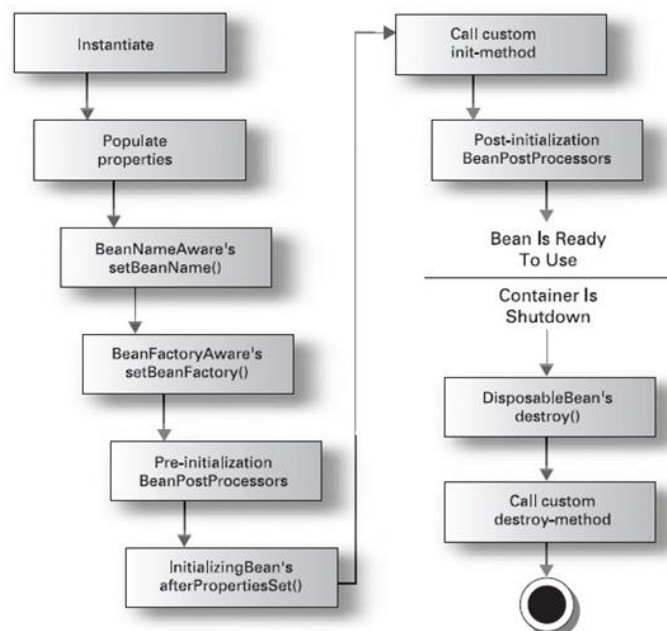 Instantiate
Populate
properties
BeanNameAware's
setBeanName()
BeanFactoryAware's
setBeanFactory()
Pre-initialization
BeanPostProcessors
InitializingBean's
afterPropertiesSet()
Call custom
init-method
Post-initialization
BeanPostProcessors
Bean Is Ready
To Use
Container Is
Shutdown
DisposableBean's
destroy()
Call custom
destroy-method